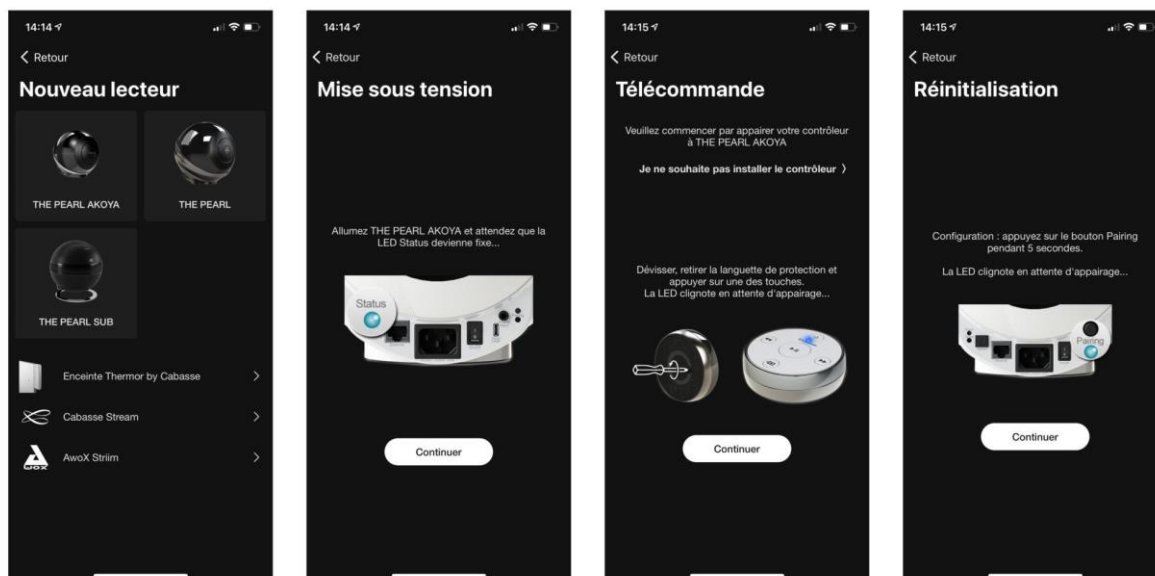 14:14
Retour
Nouveau lecteur
THE PEARL AKOYA
THE PEARL
THE PEARL SUB
Enceinte Thermor by Cabasse
Cabasse Stream
AwoX
AwoX Striim
14:14
Retour
Mise sous tension
Allumez THE PEARL AKOYA et attendez que la
LED Status devienne fixe...
Status
Continuer
14:15
Retour
Télécommande
Veuillez commencer par appairer votre contrôleur
à THE PEARL AKOYA
Je ne souhaite pas installer le contrôleur
Dévisser, retirer la languette de protection et
appuyer sur une des touches.
La LED clignote en attente d'appairage...
Continuer
14:15
Retour
Réinitialisation
Configuration : appuyez sur le bouton Pairing
pendant 5 secondes.
La LED clignote en attente d'appairage...
Pairing
Continuer